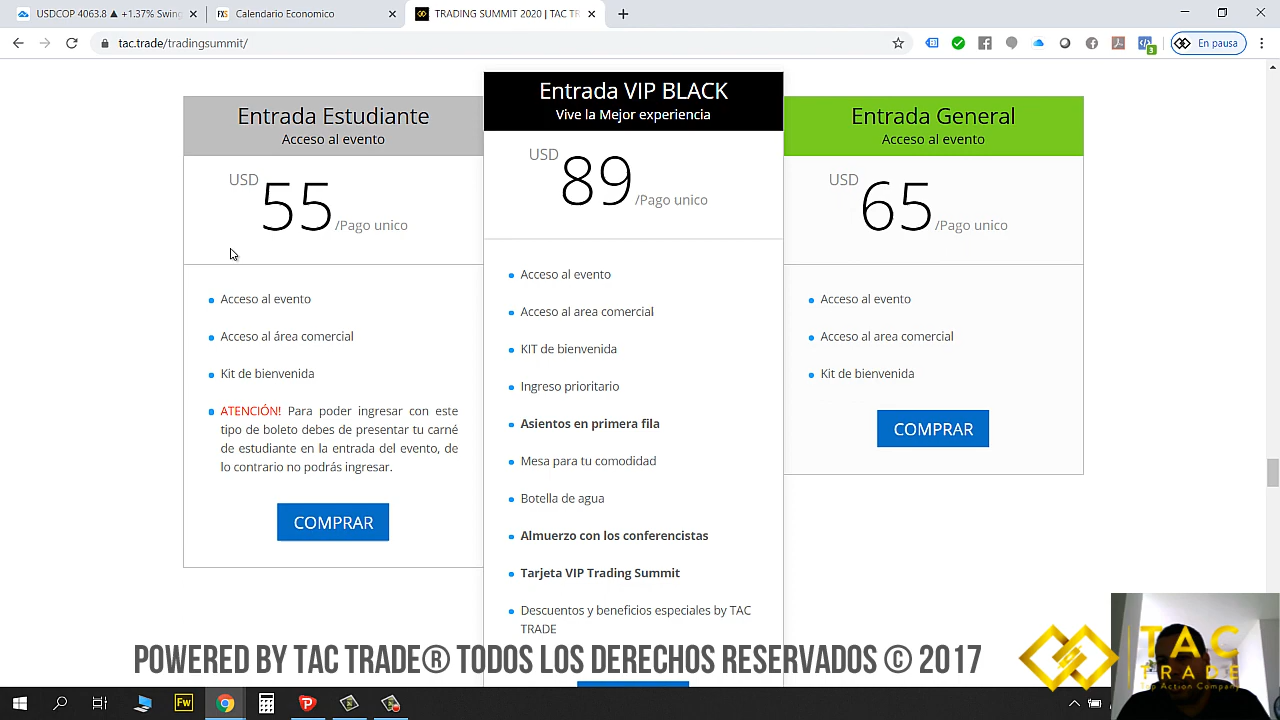 USDCOP 4063.8 ▲ +1.37% Swing
Calendario Economico
TRADING SUMMIT 2020 | TAC TR
tac.trade/tradingsummit/
3
En pausa
Entrada Estudiante
Acceso al evento
USD
55
/Pago unico
Acceso al evento
Acceso al área comercial
Kit de bienvenida
ATENCIÓN! Para poder ingresar con este
tipo de boleto debes de presentar tu carné
de estudiante en la entrada del evento, de
lo contrario no podrás ingresar.
COMPRAR
Entrada VIP BLACK
Vive la Mejor experiencia
USD
89
/Pago unico
Acceso al evento
Acceso al area comercial
KIT de bienvenida
Ingreso prioritario
Asientos en primera fila
Mesa para tu comodidad
Botella de agua
Almuerzo con los conferencistas
Tarjeta VIP Trading Summit
Descuentos y beneficios especiales by TAC
TRADE
Entrada General
Acceso al evento
USD
65
/Pago unico
Acceso al evento
Acceso al area comercial
Kit de bienvenida
COMPRAR
POWERED BY TAC TRADE® TODOS LOS DERECHOS RESERVADOS © 2017
TAC
TRADE
Top Action Company
Fw